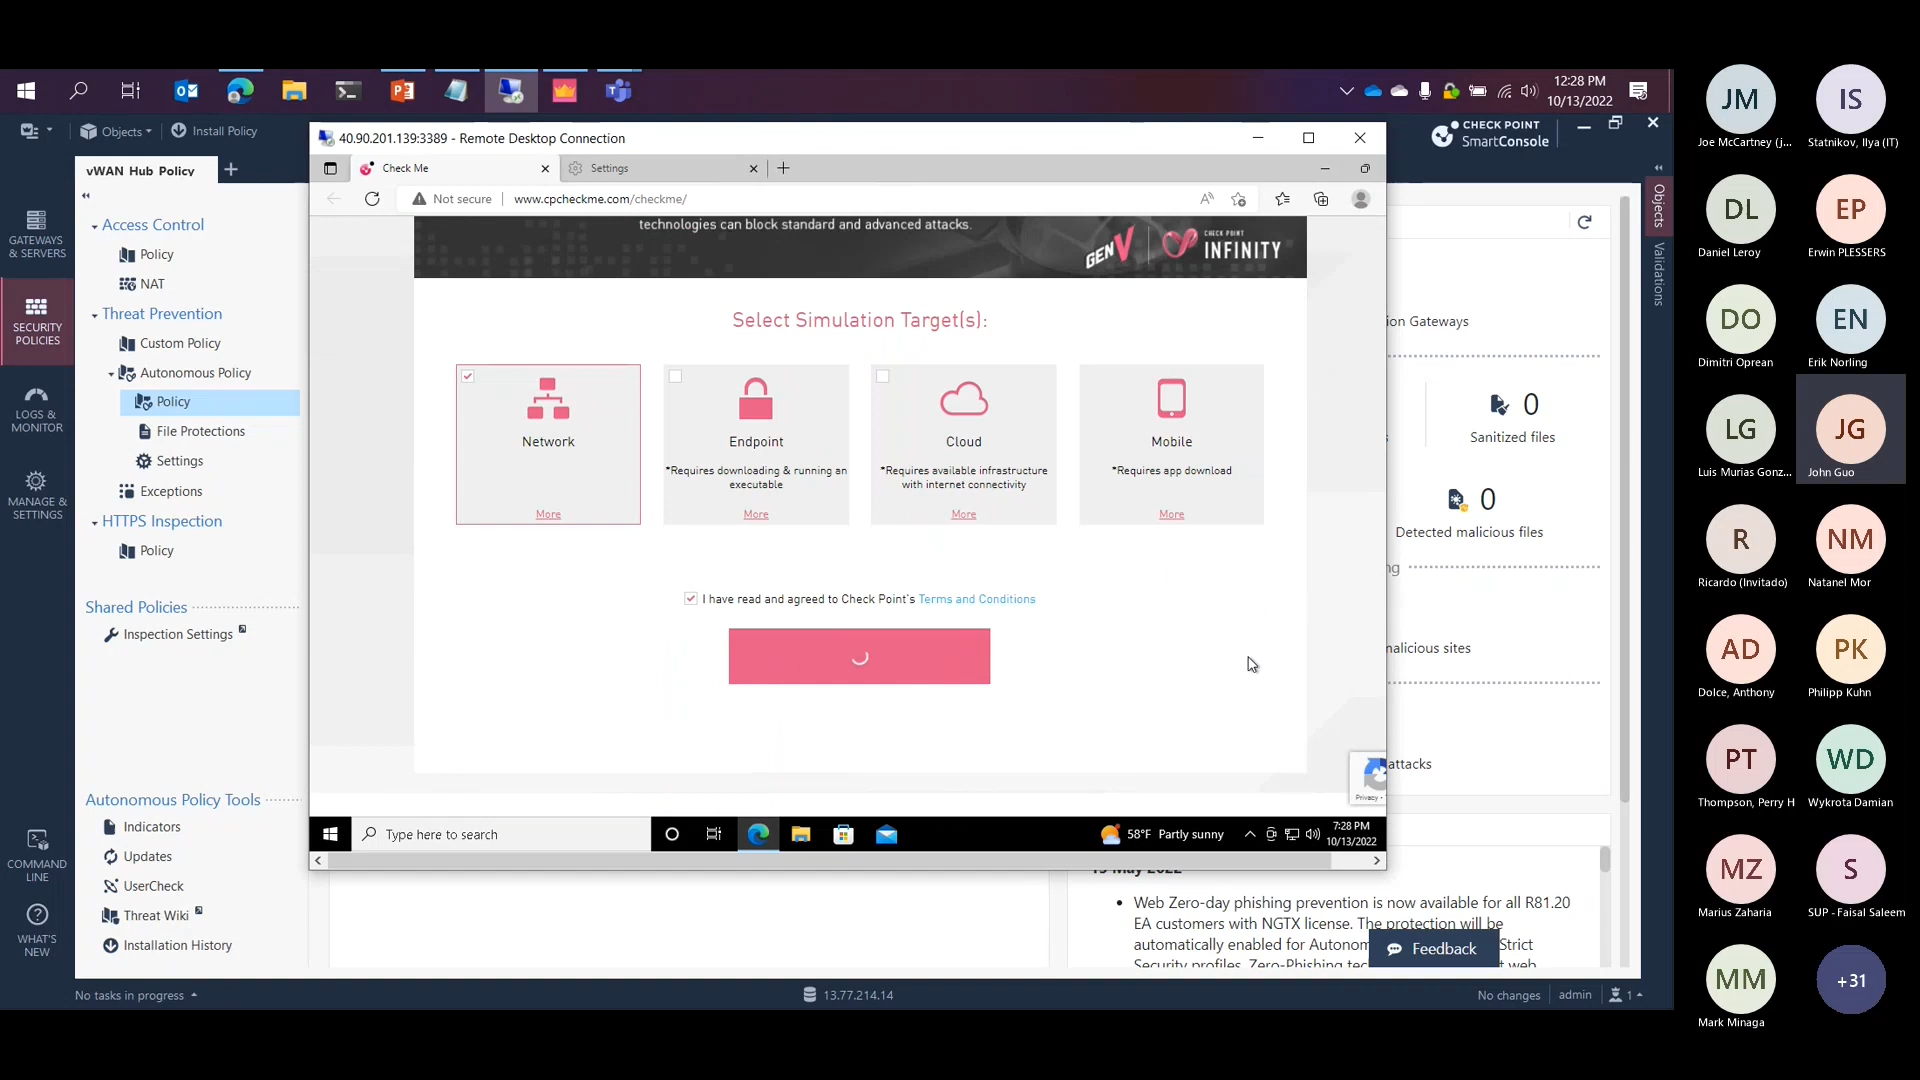 12:28 PM
10/13/2022
Objects
Install Policy
CHECK POINT
SmartConsole
vWAN Hub Policy
GATEWAYS
& SERVERS
SECURITY
POLICIES
LOGS &
MONITOR
MANAGE &
SETTINGS
COMMAND
LINE
WHAT'S
NEW
Access Control
Policy
NAT
Threat Prevention
Custom Policy
Autonomous Policy
Policy
File Protections
Settings
Exceptions
HTTPS Inspection
Policy
Shared Policies
Inspection Settings
Autonomous Policy Tools
Indicators
Updates
UserCheck
Threat Wiki
Installation History
40.90.201.139:3389 - Remote Desktop Connection
Check Me
Settings
Not secure
www.cpcheckme.com/checkme/
technologies can block standard and advanced attacks.
GEN V
CHECK POINT
INFINITY
Select Simulation Target(s):
Network
More
Endpoint
*Requires downloading & running an
executable
More
Cloud
*Requires available infrastructure
with internet connectivity
More
Mobile
*Requires app download
More
I have read and agreed to Check Point's Terms and Conditions
Privacy -
Type here to search
58°F Partly sunny
7:28 PM
10/13/2022
ion Gateways
0
Sanitized files
0
Detected malicious files
ng
nalicious sites
attacks
Objects
Validations
Web Zero-day phishing prevention is now available for all R81.20
EA customers with NGTX license. The protection will be
automatically enabled for Autonom
Strict
Security profiles. Zero-Phishing tec
t web
Feedback
No tasks in progress
13.77.214.14
No changes
admin
1
JM
Joe McCartney (j...
IS
Statnikov, Ilya (IT)
DL
Daniel Leroy
EP
Erwin PLESSERS
DO
Dimitri Oprean
EN
Erik Norling
LG
Luis Murias Gonz...
JG
John Guo
R
Ricardo (Invitado)
NM
Natanel Mor
AD
Dolce, Anthony
PK
Philipp Kuhn
PT
Thompson, Perry H
WD
Wykrota Damian
MZ
Marius Zaharia
S
SUP - Faisal Saleem
MM
Mark Minaga
+31